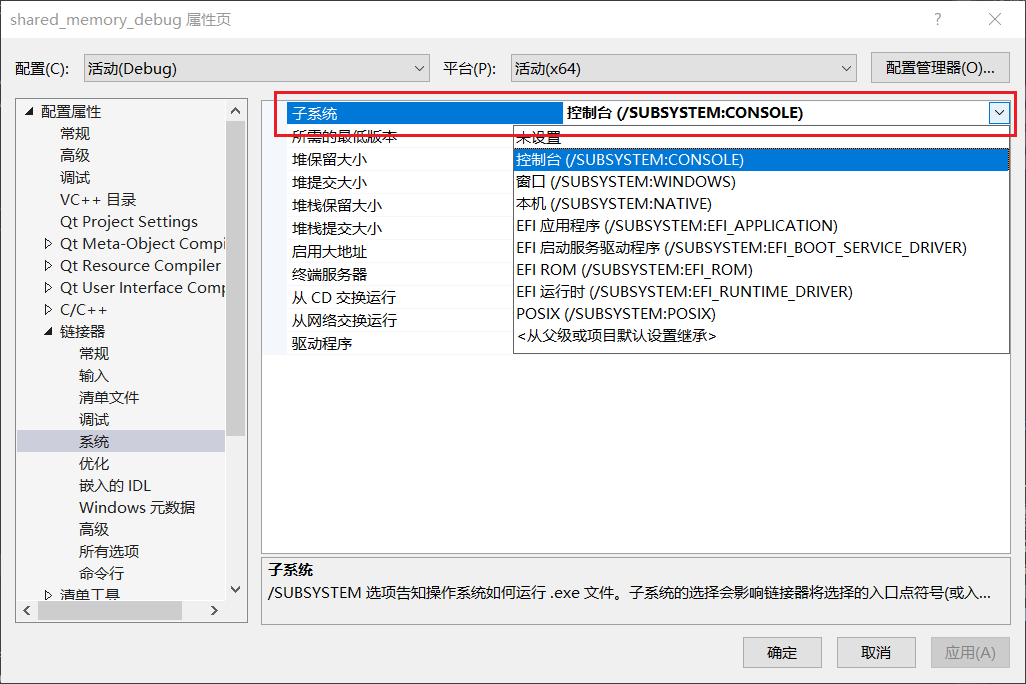 shared_memory_debug 属性页
配置(C): 活动(Debug) 平台(P): 活动(x64) 配置管理器(O)...
配置属性
常规
高级
调试
VC++ 目录
Qt Project Settings
Qt Meta-Object Compi
Qt Resource Compiler
Qt User Interface Comp
C/C++
链接器
常规
输入
清单文件
调试
系统
优化
嵌入的 IDL
Windows 元数据
高级
所有选项
命令行
清单工具
子系统 控制台 (/SUBSYSTEM:CONSOLE)
所需的最低版本
堆保留大小
堆提交大小
堆栈保留大小
堆栈提交大小
启用大地址
终端服务器
从 CD 交换运行
从网络交换运行
驱动程序
未设置
控制台 (/SUBSYSTEM:CONSOLE)
窗口 (/SUBSYSTEM:WINDOWS)
本机 (/SUBSYSTEM:NATIVE)
EFI 应用程序 (/SUBSYSTEM:EFI_APPLICATION)
EFI 启动服务驱动程序 (/SUBSYSTEM:EFI_BOOT_SERVICE_DRIVER)
EFI ROM (/SUBSYSTEM:EFI_ROM)
EFI 运行时 (/SUBSYSTEM:EFI_RUNTIME_DRIVER)
POSIX (/SUBSYSTEM:POSIX)
<从父级或项目默认设置继承>
子系统
/SUBSYSTEM 选项告知操作系统如何运行 .exe 文件。子系统的选择会影响链接器将选择的入口点符号(或入...
确定 取消 应用(A)